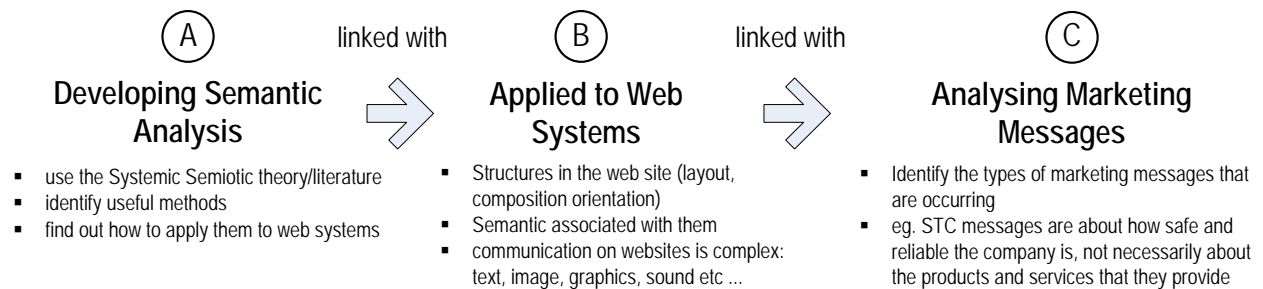 A
linked with
B
linked with
C
Developing Semantic
Analysis
Applied to Web
Systems
Analysing Marketing
Messages
▪ use the Systemic Semiotic theory/literature
▪ identify useful methods
▪ find out how to apply them to web systems
▪ Structures in the web site (layout,
composition orientation)
▪ Semantic associated with them
▪ communication on websites is complex:
text, image, graphics, sound etc ...
▪ Identify the types of marketing messages that
are occurring
▪ eg. STC messages are about how safe and
reliable the company is, not necessarily about
the products and services that they provide